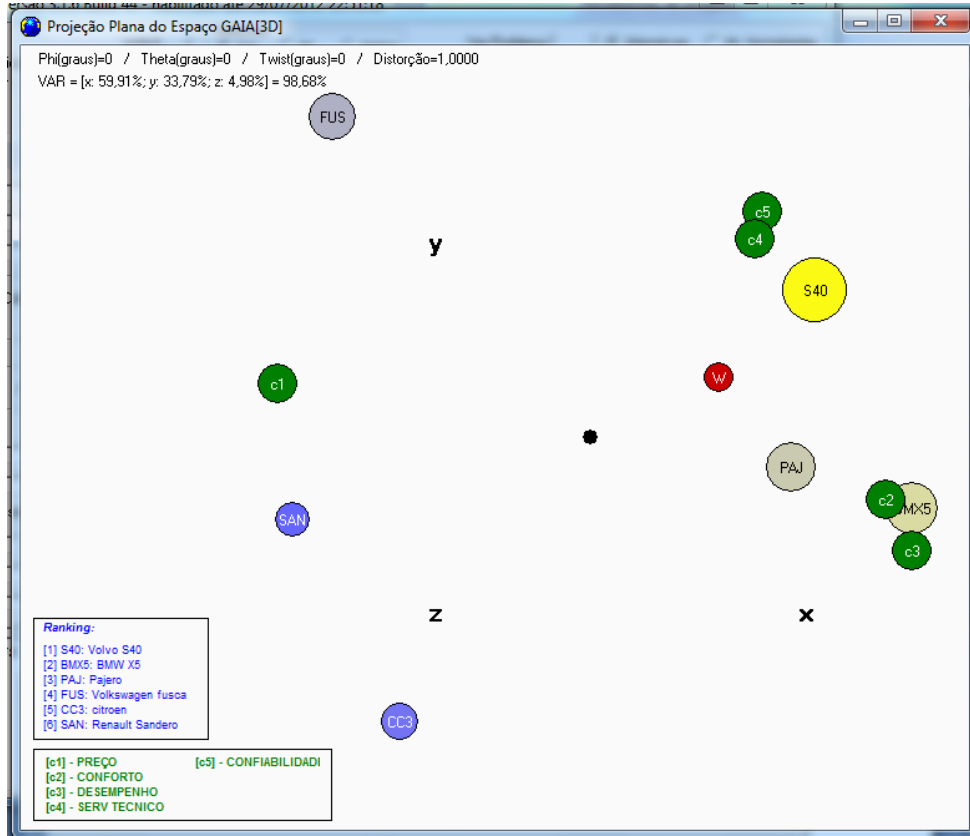 Projeção Plana do Espaço GAIA[3D]
Phi(graus)=0 / Theta(graus)=0 / Twist(graus)=0 / Distorção=1,0000
VAR = [x: 59,91%; y: 33,79%; z: 4,98%] = 98,68%
FUS
c5
c4
y
S40
W
c1
PAJ
c2
BMX5
SAN
c3
z
x
CC3
Ranking:
[1] S40: Volvo S40
[2] BMX5: BMW X5
[3] PAJ: Pajero
[4] FUS: Volkswagen fusca
[5] CC3: citroen
[6] SAN: Renault Sandero
[c1] - PREÇO [c5] - CONFIABILIDADI
[c2] - CONFORTO
[c3] - DESEMPENHO
[c4] - SERV TECNICO